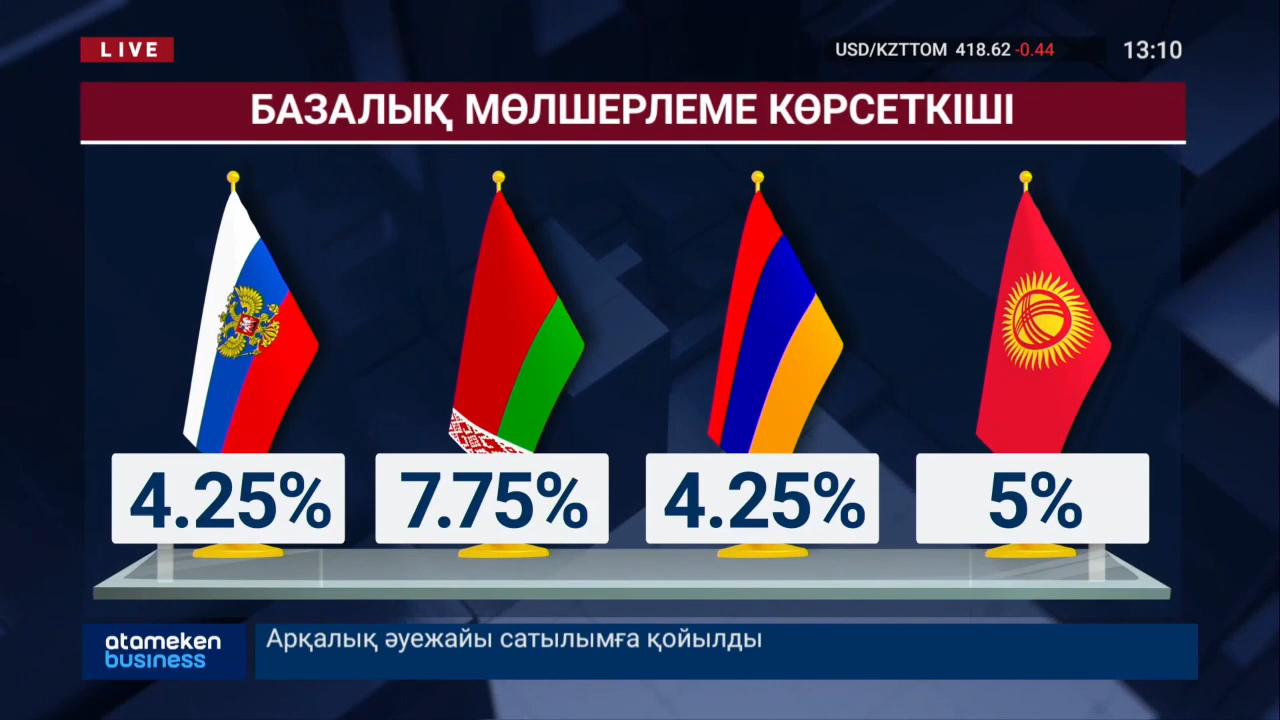 LIVE
USD/KZTTOM 418.62 -0.44
13:10
БАЗАЛЫҚ МӨЛШЕРЛЕМЕ КӨРСЕТКІШІ
4.25% 7.75% 4.25% 5%
atameken
business
Арқалық әуежайы сатылымға қойылды